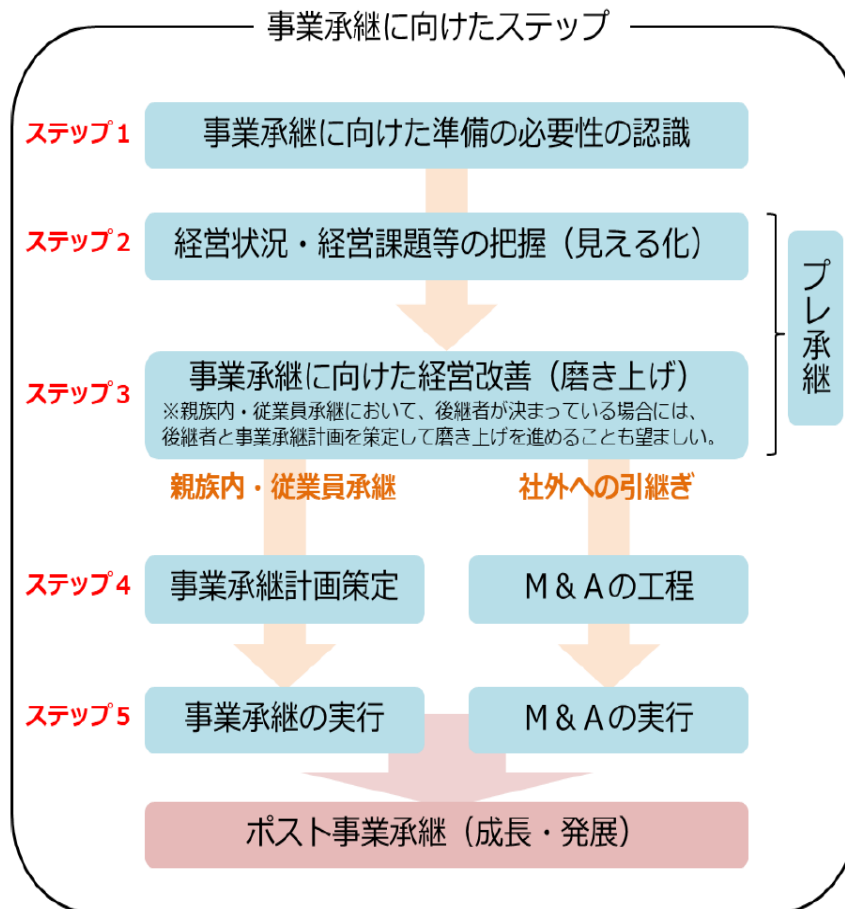 事業承継に向けたステップ
ステップ1
事業承継に向けた準備の必要性の認識
ステップ2
経営状況・経営課題等の把握（見える化）
プレ承継
ステップ3
事業承継に向けた経営改善（磨き上げ）
※親族内・従業員承継において、後継者が決まっている場合には、
後継者と事業承継計画を策定して磨き上げを進めることも望ましい。
親族内・従業員承継
社外への引継ぎ
ステップ4
事業承継計画策定
M＆Aの工程
ステップ5
事業承継の実行
M＆Aの実行
ポスト事業承継（成長・発展）